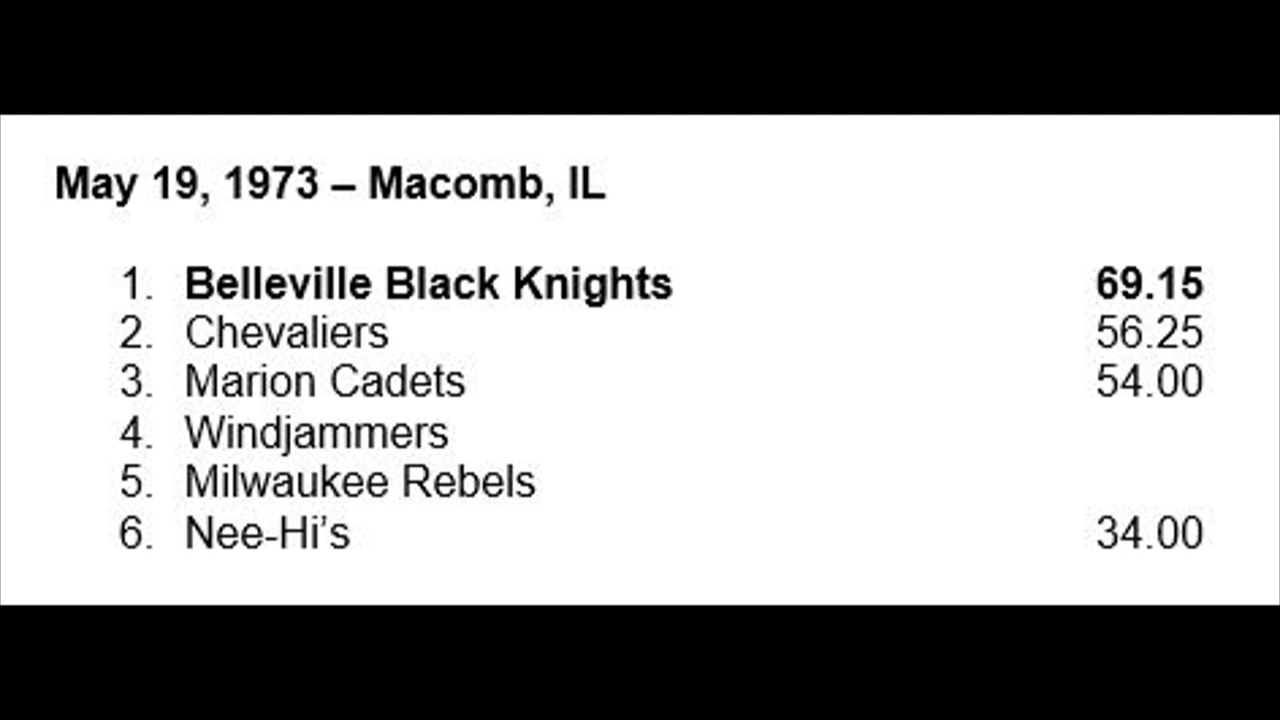 May 19, 1973 – Macomb, IL
1. Belleville Black Knights 69.15
2. Chevaliers 56.25
3. Marion Cadets 54.00
4. Windjammers
5. Milwaukee Rebels
6. Nee-Hi’s 34.00